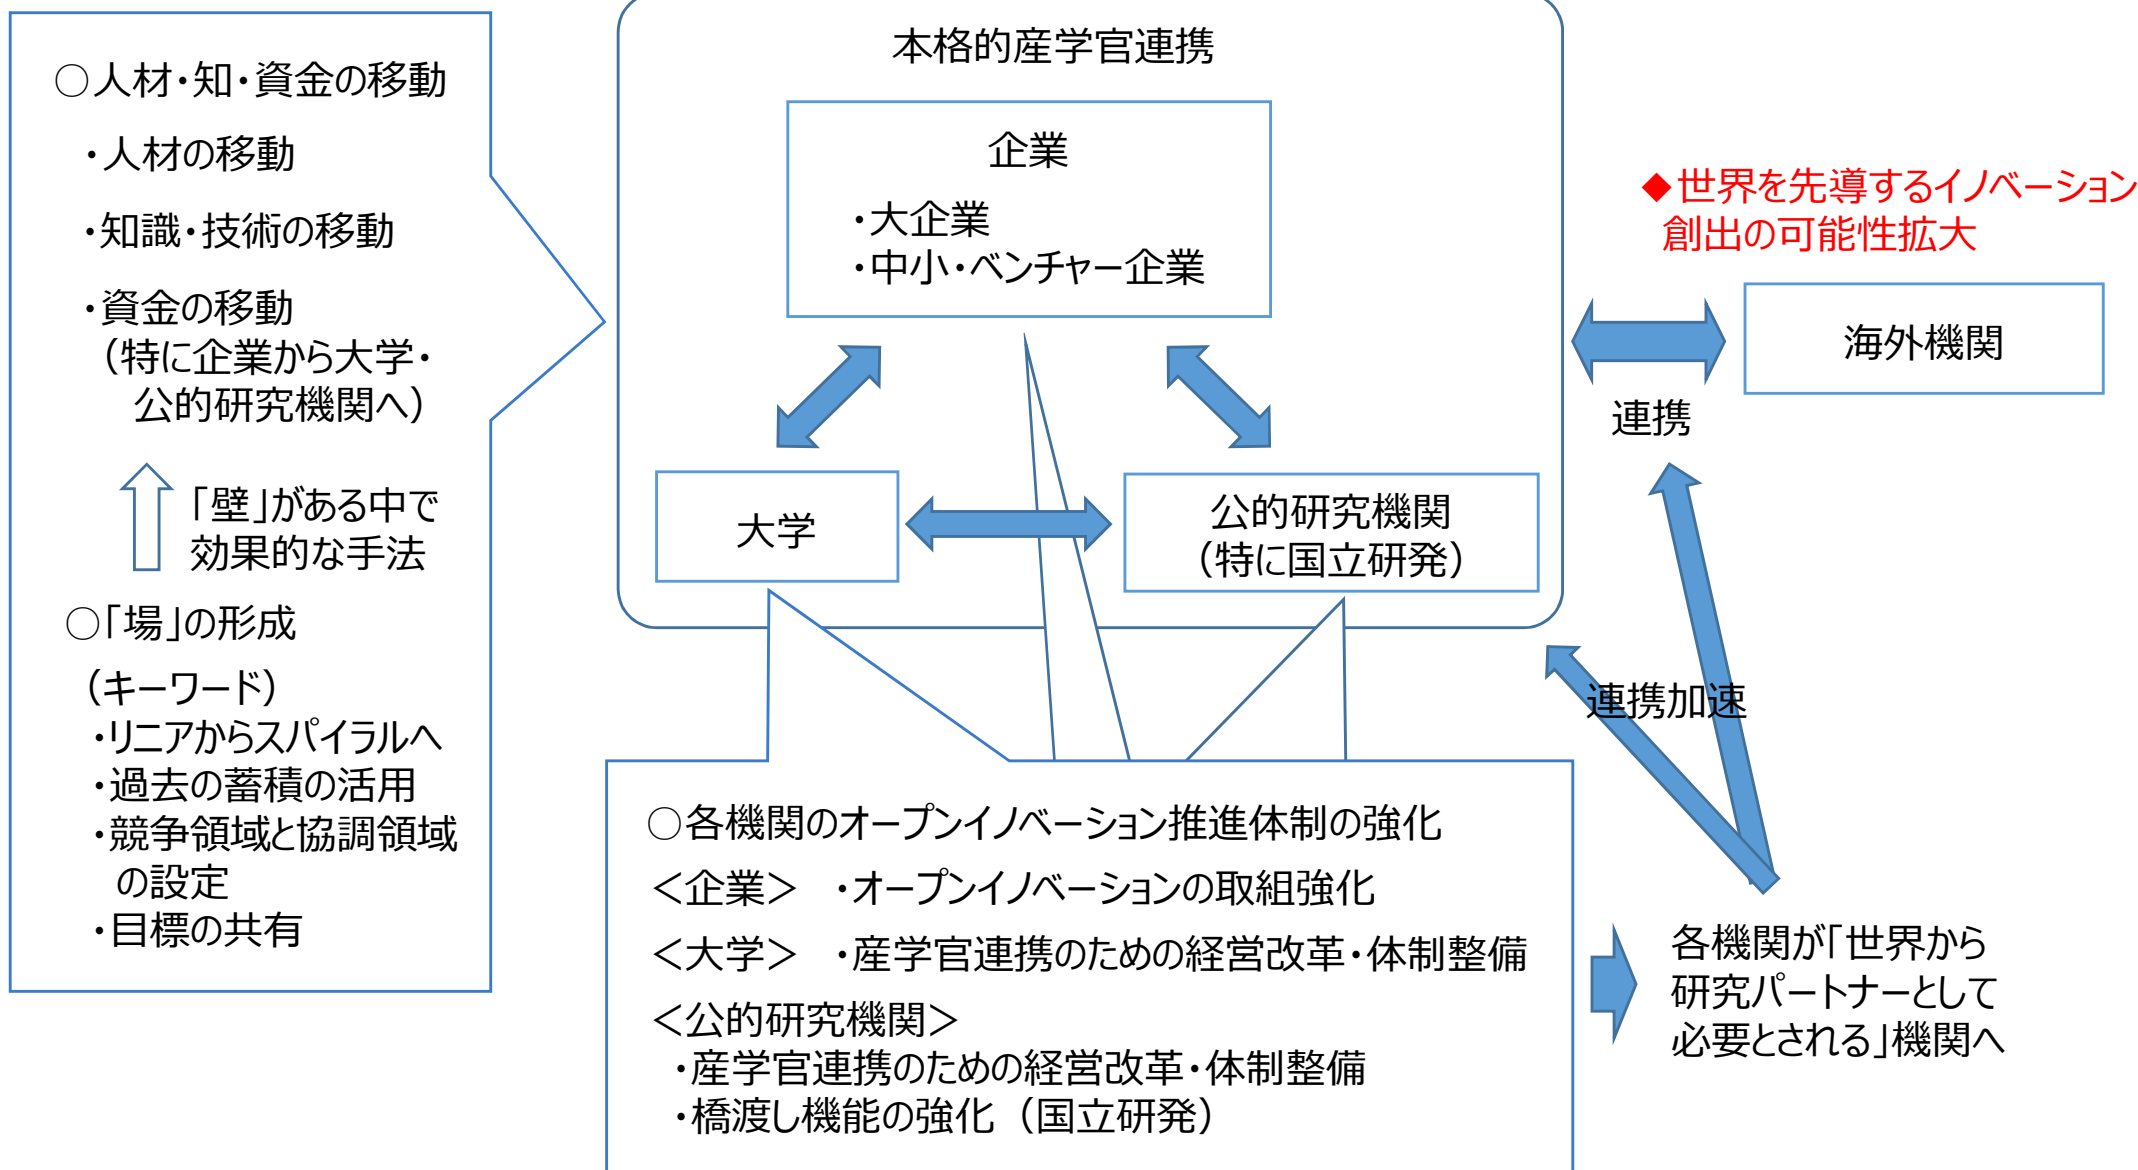 ○人材・知・資金の移動
・人材の移動
・知識・技術の移動
・資金の移動
（特に企業から大学・
公的研究機関へ）
「壁」がある中で
効果的な手法
○「場」の形成
（キーワード）
・リニアからスパイラルへ
・過去の蓄積の活用
・競争領域と協調領域
の設定
・目標の共有
本格的産学官連携
企業
・大企業
・中小・ベンチャー企業
大学
公的研究機関
（特に国立研発）
◆世界を先導するイノベーション
創出の可能性拡大
海外機関
連携
連携加速
○各機関のオープンイノベーション推進体制の強化
＜企業＞　・オープンイノベーションの取組強化
＜大学＞　・産学官連携のための経営改革・体制整備
＜公的研究機関＞
・産学官連携のための経営改革・体制整備
・橋渡し機能の強化（国立研発）
各機関が「世界から
研究パートナーとして
必要とされる」機関へ